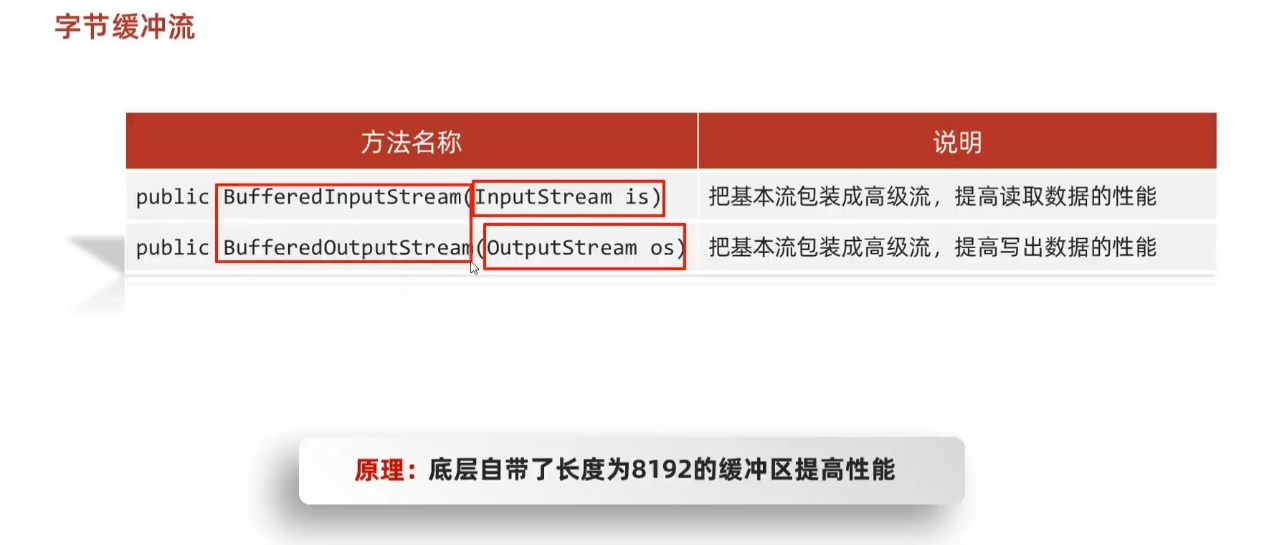 字节缓冲流
方法名称 说明
public BufferedInputStream(InputStream is) 把基本流包装成高级流，提高读取数据的性能
public BufferedOutputStream(OutputStream os) 把基本流包装成高级流，提高写出数据的性能
原理：底层自带了长度为8192的缓冲区提高性能